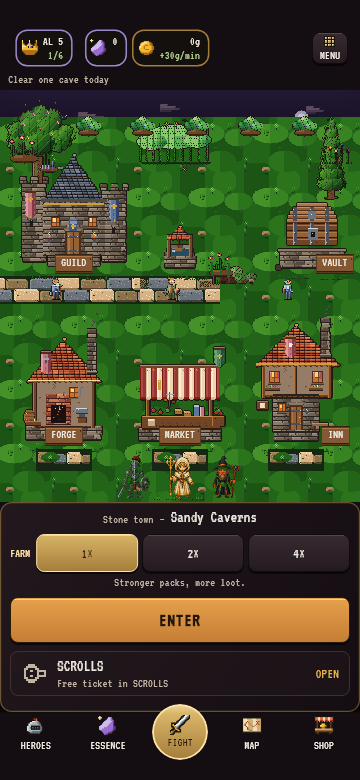 AL 5
1/6
0
0g
+30g/min
MENU
Clear one cave today
GUILD
VAULT
FORGE
MARKET
INN
Stone town – Sandy Caverns
FARM
1X
2X
4X
Stronger packs, more loot.
ENTER
SCROLLS
Free ticket in SCROLLS
OPEN
HEROES
ESSENCE
FIGHT
MAP
SHOP